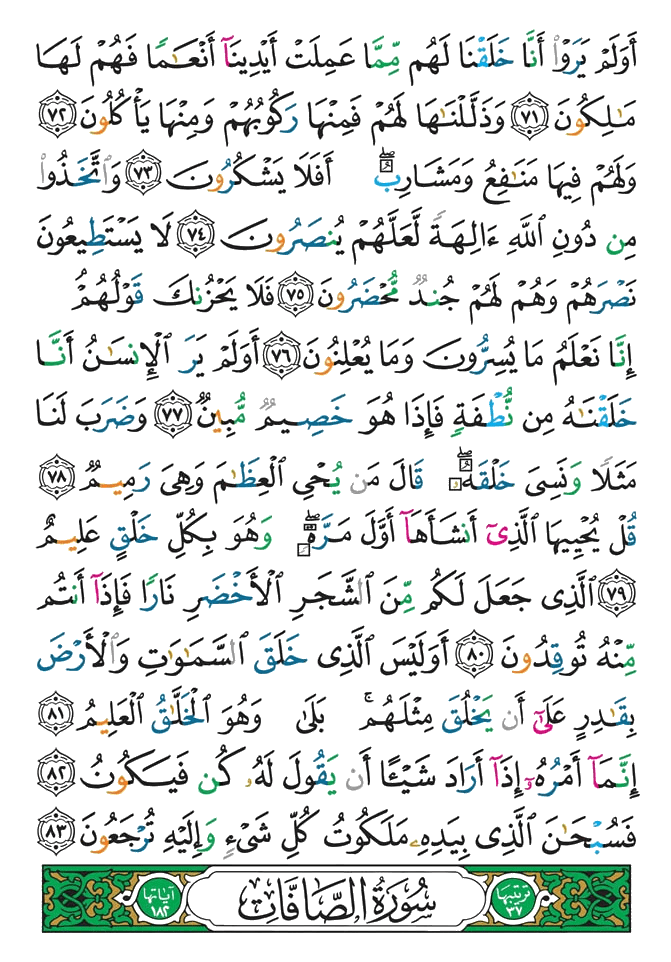 أَوَلَمْ يَرَوْا۟ أَنَّا خَلَقْنَا لَهُم مِّمَّا عَمِلَتْ أَيْدِينَآ أَنْعَـٰمًا فَهُمْ لَهَا
مَـٰلِكُونَ ٧١ وَذَلَّلْنَـٰهَا لَهُمْ فَمِنْهَا رَكُوبُهُمْ وَمِنْهَا يَأْكُلُونَ ٧٢
وَلَهُمْ فِيهَا مَنَـٰفِعُ وَمَشَارِبُ أَفَلَا يَشْكُرُونَ ٧٣ وَٱتَّخَذُوا۟
مِن دُونِ ٱللَّهِ ءَالِهَةً لَّعَلَّهُمْ يُنصَرُونَ ٧٤ لَا يَسْتَطِيعُونَ
نَصْرَهُمْ وَهُمْ لَهُمْ جُندٌ مُّحْضَرُونَ ٧٥ فَلَا يَحْزُنكَ قَوْلُهُمْ
إِنَّا نَعْلَمُ مَا يُسِرُّونَ وَمَا يُعْلِنُونَ ٧٦ أَوَلَمْ يَرَ ٱلْإِنسَـٰنُ أَنَّا
خَلَقْنَـٰهُ مِن نُّطْفَةٍ فَإِذَا هُوَ خَصِيمٌ مُّبِينٌ ٧٧ وَضَرَبَ لَنَا
مَثَلًا وَنَسِىَ خَلْقَهُۥ قَالَ مَن يُحْىِ ٱلْعِظَـٰمَ وَهِىَ رَمِيمٌ ٧٨
قُلْ يُحْيِيهَا ٱلَّذِىٓ أَنشَأَهَآ أَوَّلَ مَرَّةٍ وَهُوَ بِكُلِّ خَلْقٍ عَلِيمٌ
٧٩ ٱلَّذِى جَعَلَ لَكُم مِّنَ ٱلشَّجَرِ ٱلْأَخْضَرِ نَارًا فَإِذَآ أَنتُم
مِّنْهُ تُوقِدُونَ ٨٠ أَوَلَيْسَ ٱلَّذِى خَلَقَ ٱلسَّمَـٰوَٰتِ وَٱلْأَرْضَ
بِقَـٰدِرٍ عَلَىٰٓ أَن يَخْلُقَ مِثْلَهُم ۚ بَلَىٰ وَهُوَ ٱلْخَلَّـٰقُ ٱلْعَلِيمُ ٨١
إِنَّمَآ أَمْرُهُۥٓ إِذَآ أَرَادَ شَيْـًٔا أَن يَقُولَ لَهُۥ كُن فَيَكُونُ ٨٢
فَسُبْحَـٰنَ ٱلَّذِى بِيَدِهِۦ مَلَكُوتُ كُلِّ شَىْءٍ وَإِلَيْهِ تُرْجَعُونَ ٨٣
ترتيبها ٣٧ سُورَةُ الصَّافَّاتِ آياتها ١٨٢